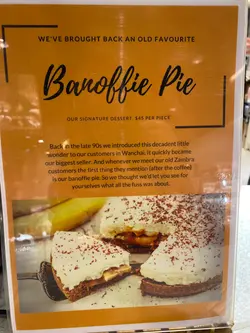 WE'VE BROUGHT BACK AN OLD FAVOURITE
Banoffie Pie
OUR SIGNATURE DESSERT $45 PER PIECE
Back in the late 90s we introduced this decadent little
wonder to our customers in Wanchai. It quickly became
our biggest seller. And whenever we meet our old Zambra
customers the first thing they mention (after the coffee)
is our banoffie pie. So we thought we'd let you see for
yourselves what all the fuss was about.